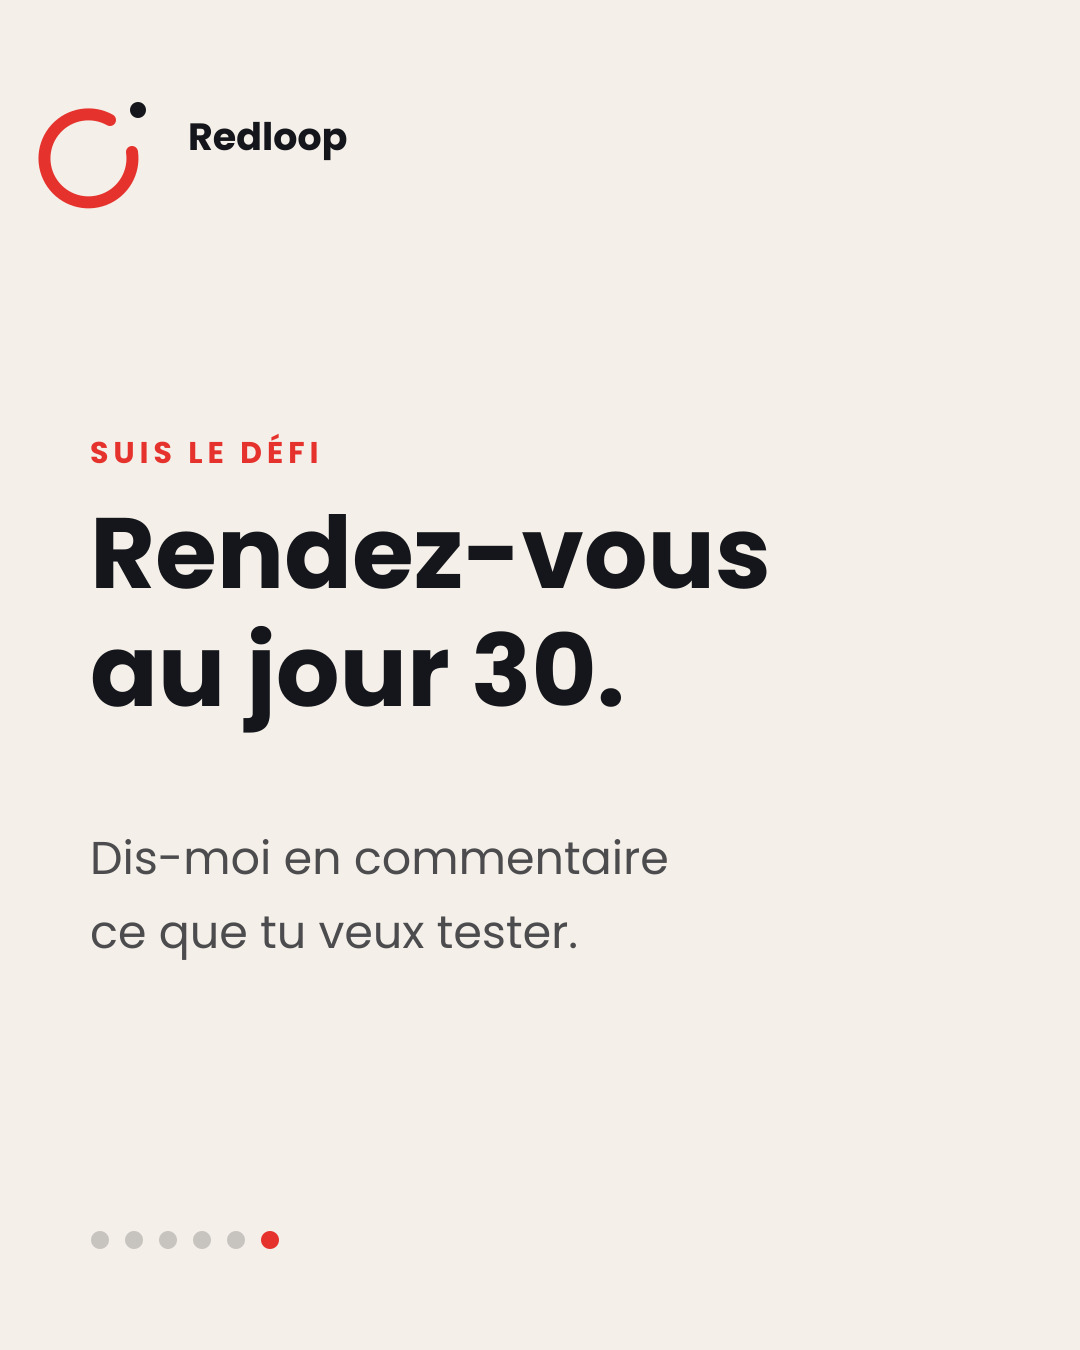 Redloop
SUIS LE DÉFI
Rendez-vous
au jour 30.
Dis-moi en commentaire
ce que tu veux tester.